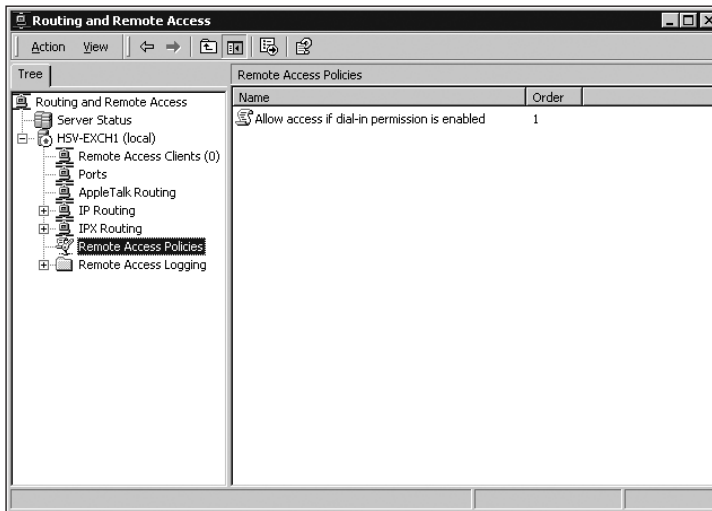 Routing and Remote Access
Action View
Tree
Remote Access Policies
Name Order
Routing and Remote Access
Server Status
HSV-EXCH1 (local)
Remote Access Clients (0)
Ports
AppleTalk Routing
IP Routing
IPX Routing
Remote Access Policies
Remote Access Logging
Allow access if dial-in permission is enabled 1